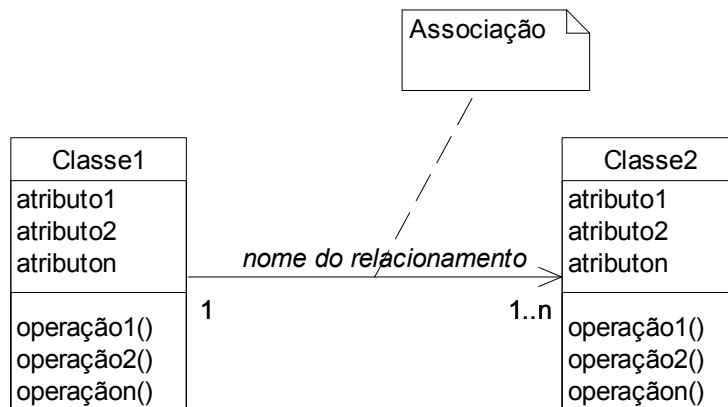 Associação
Classe1
atributo1
atributo2
atributon
operação1()
operação2()
operaçãon()
nome do relacionamento
1
1..n
Classe2
atributo1
atributo2
atributon
operação1()
operação2()
operaçãon()